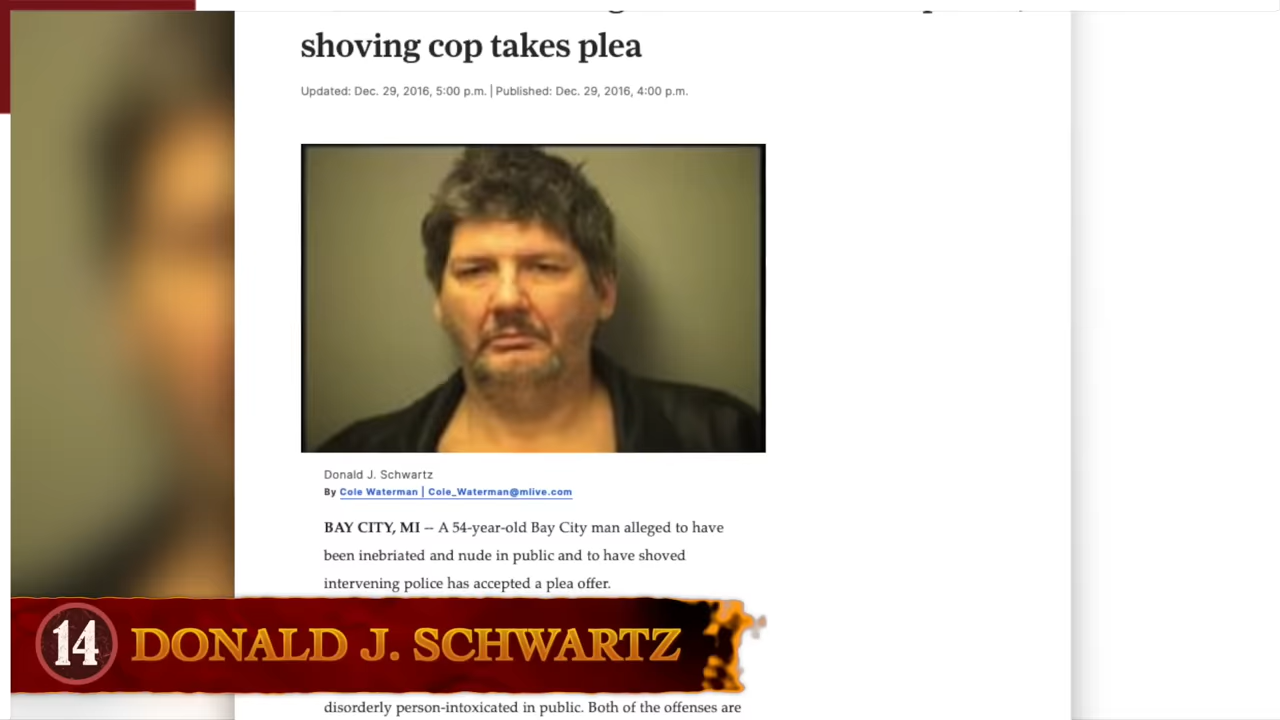 shoving cop takes plea
Updated: Dec. 29, 2016, 5:00 p.m. | Published: Dec. 29, 2016, 4:00 p.m.
Donald J. Schwartz
By Cole Waterman | Cole_Waterman@mlive.com
BAY CITY, MI -- A 54-year-old Bay City man alleged to have
been inebriated and nude in public and to have shoved
intervening police has accepted a plea offer.
14 DONALD J. SCHWARTZ
disorderly person-intoxicated in public. Both of the offenses are